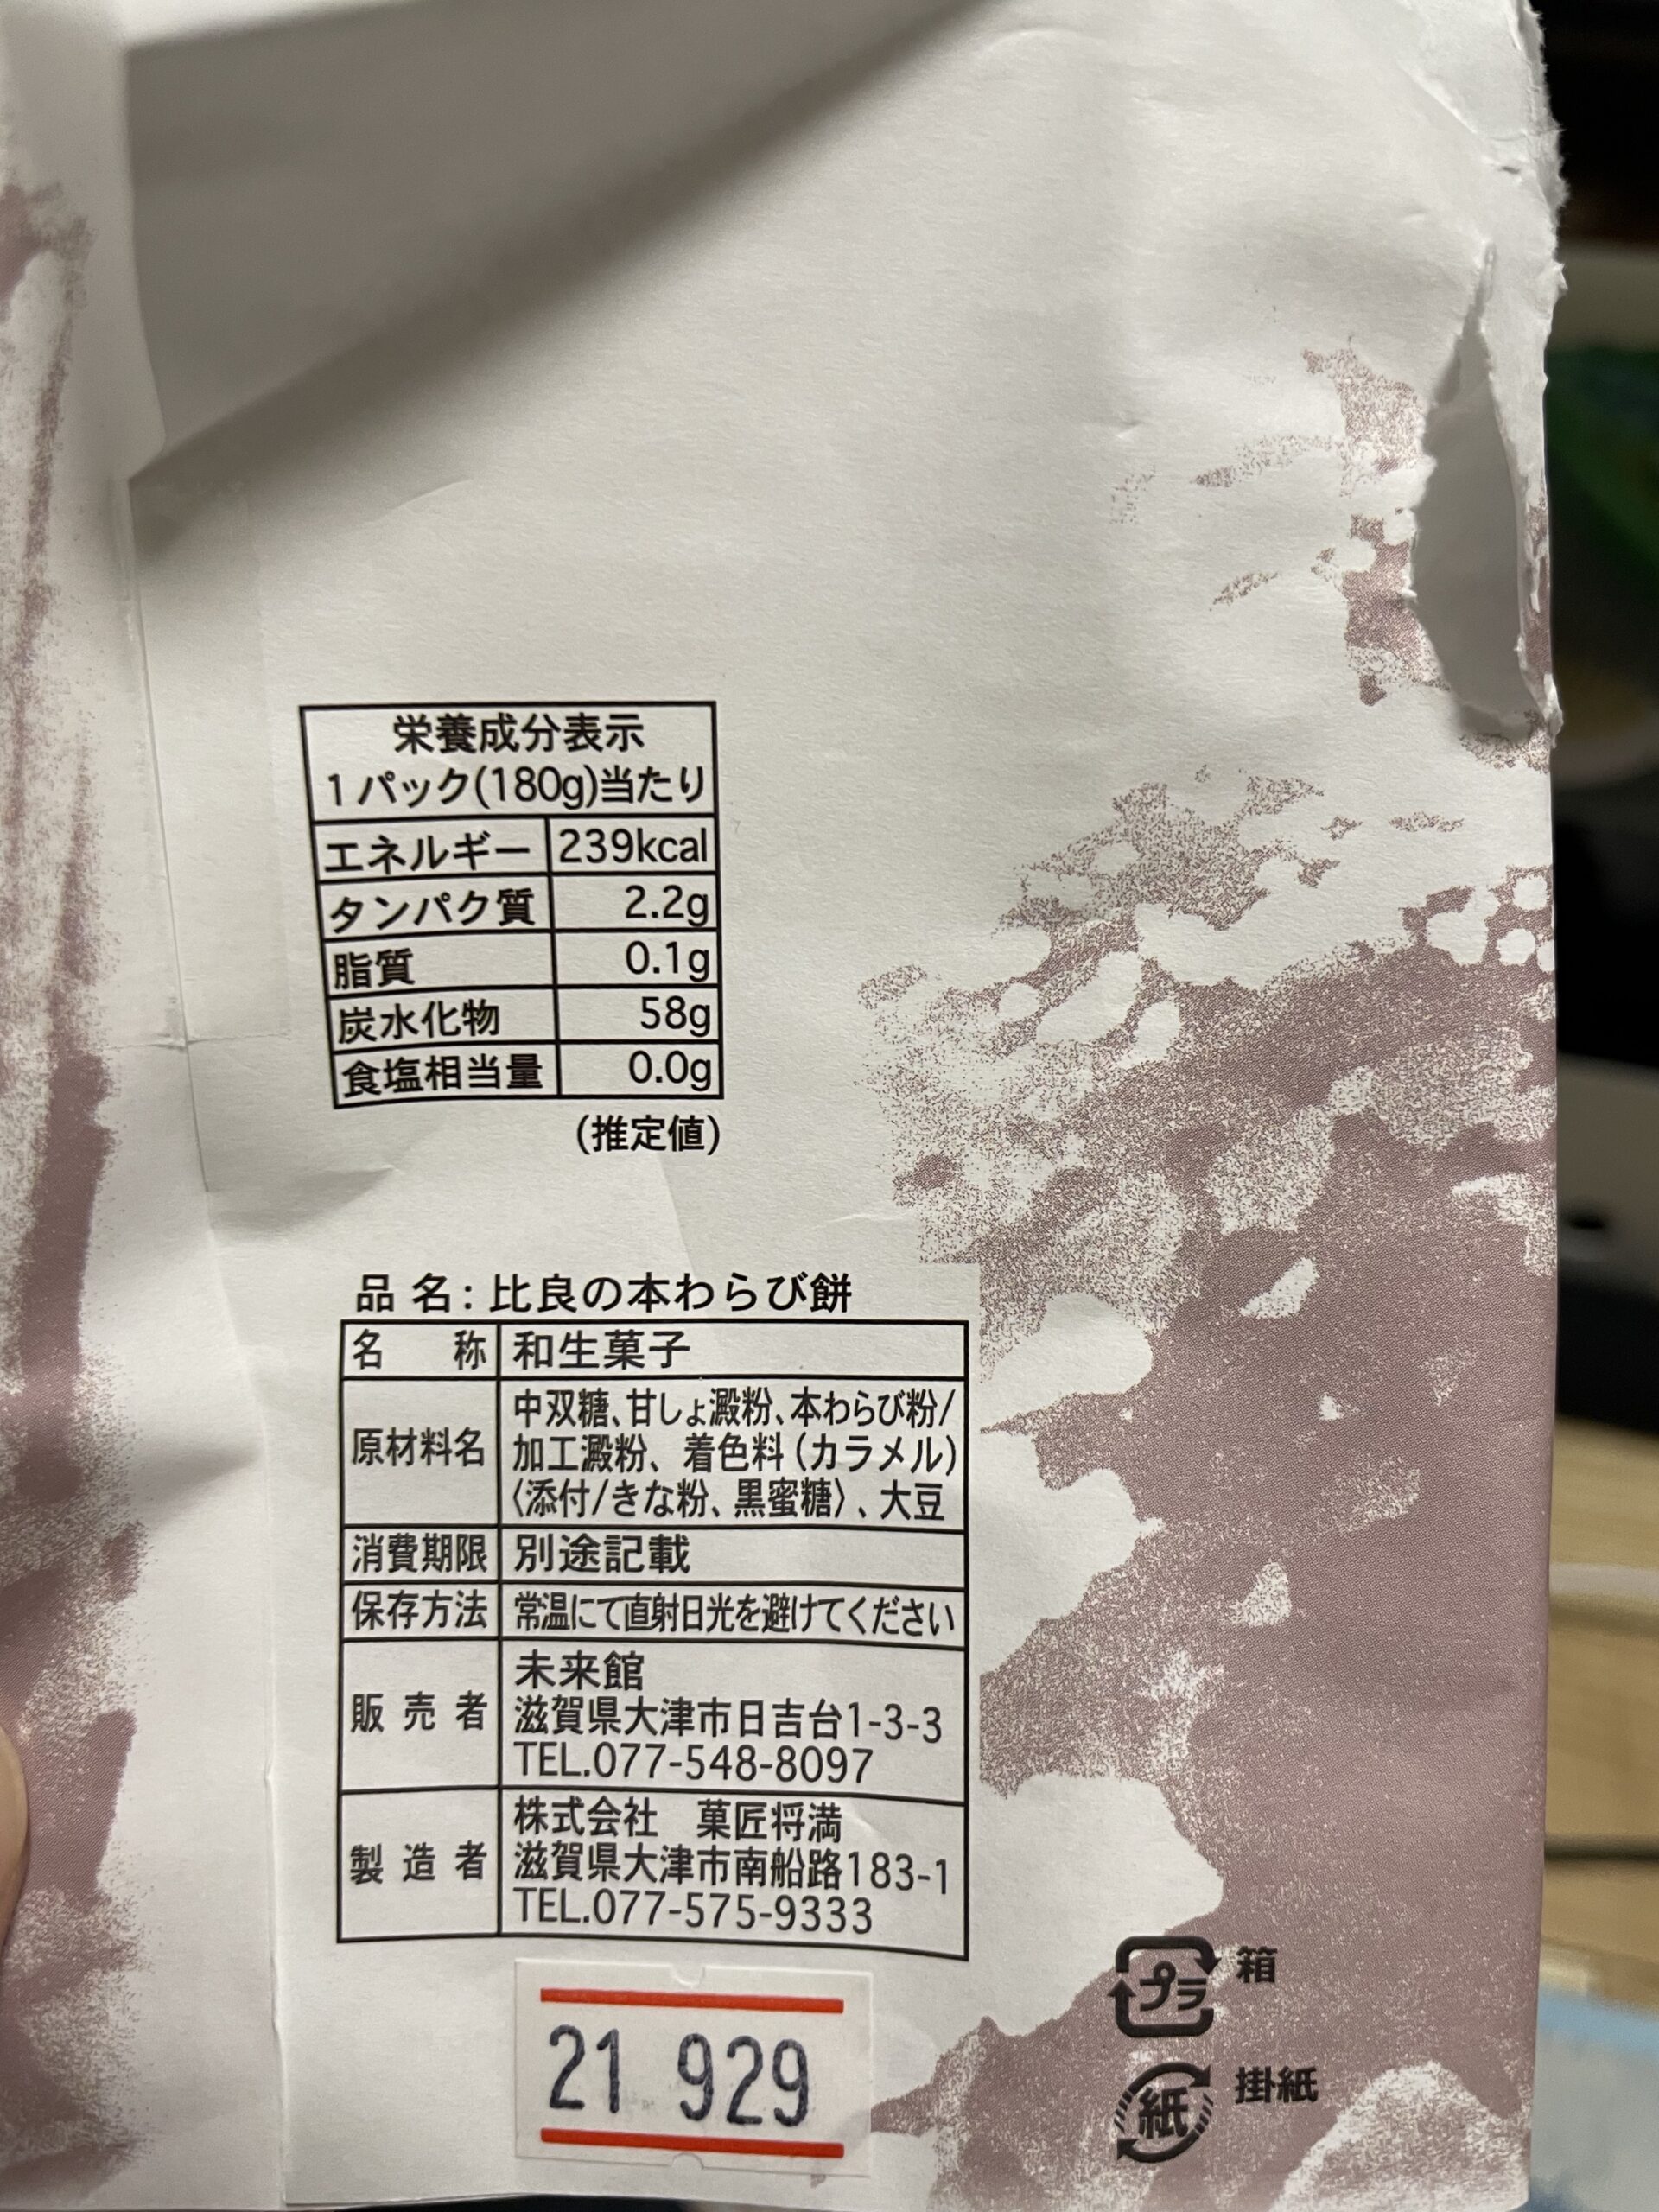 栄養成分表示
1パック(180g)当たり
エネルギー 239kcal
タンパク質 2.2g
脂質 0.1g
炭水化物 58g
食塩相当量 0.0g
(推定値)
品名:比良の本わらび餅
名称 和生菓子
原材料名 中双糖、甘しょ澱粉、本わらび粉/
加工澱粉、着色料(カラメル)
〈添付/きな粉、黒蜜糖〉、大豆
消費期限 別途記載
保存方法 常温にて直射日光を避けてください
販売者 未来館
滋賀県大津市日吉台1-3-3
TEL.077-548-8097
製造者 株式会社 菓匠将満
滋賀県大津市南船路183-1
TEL.077-575-9333
21 929
プラ 箱
紙 掛紙